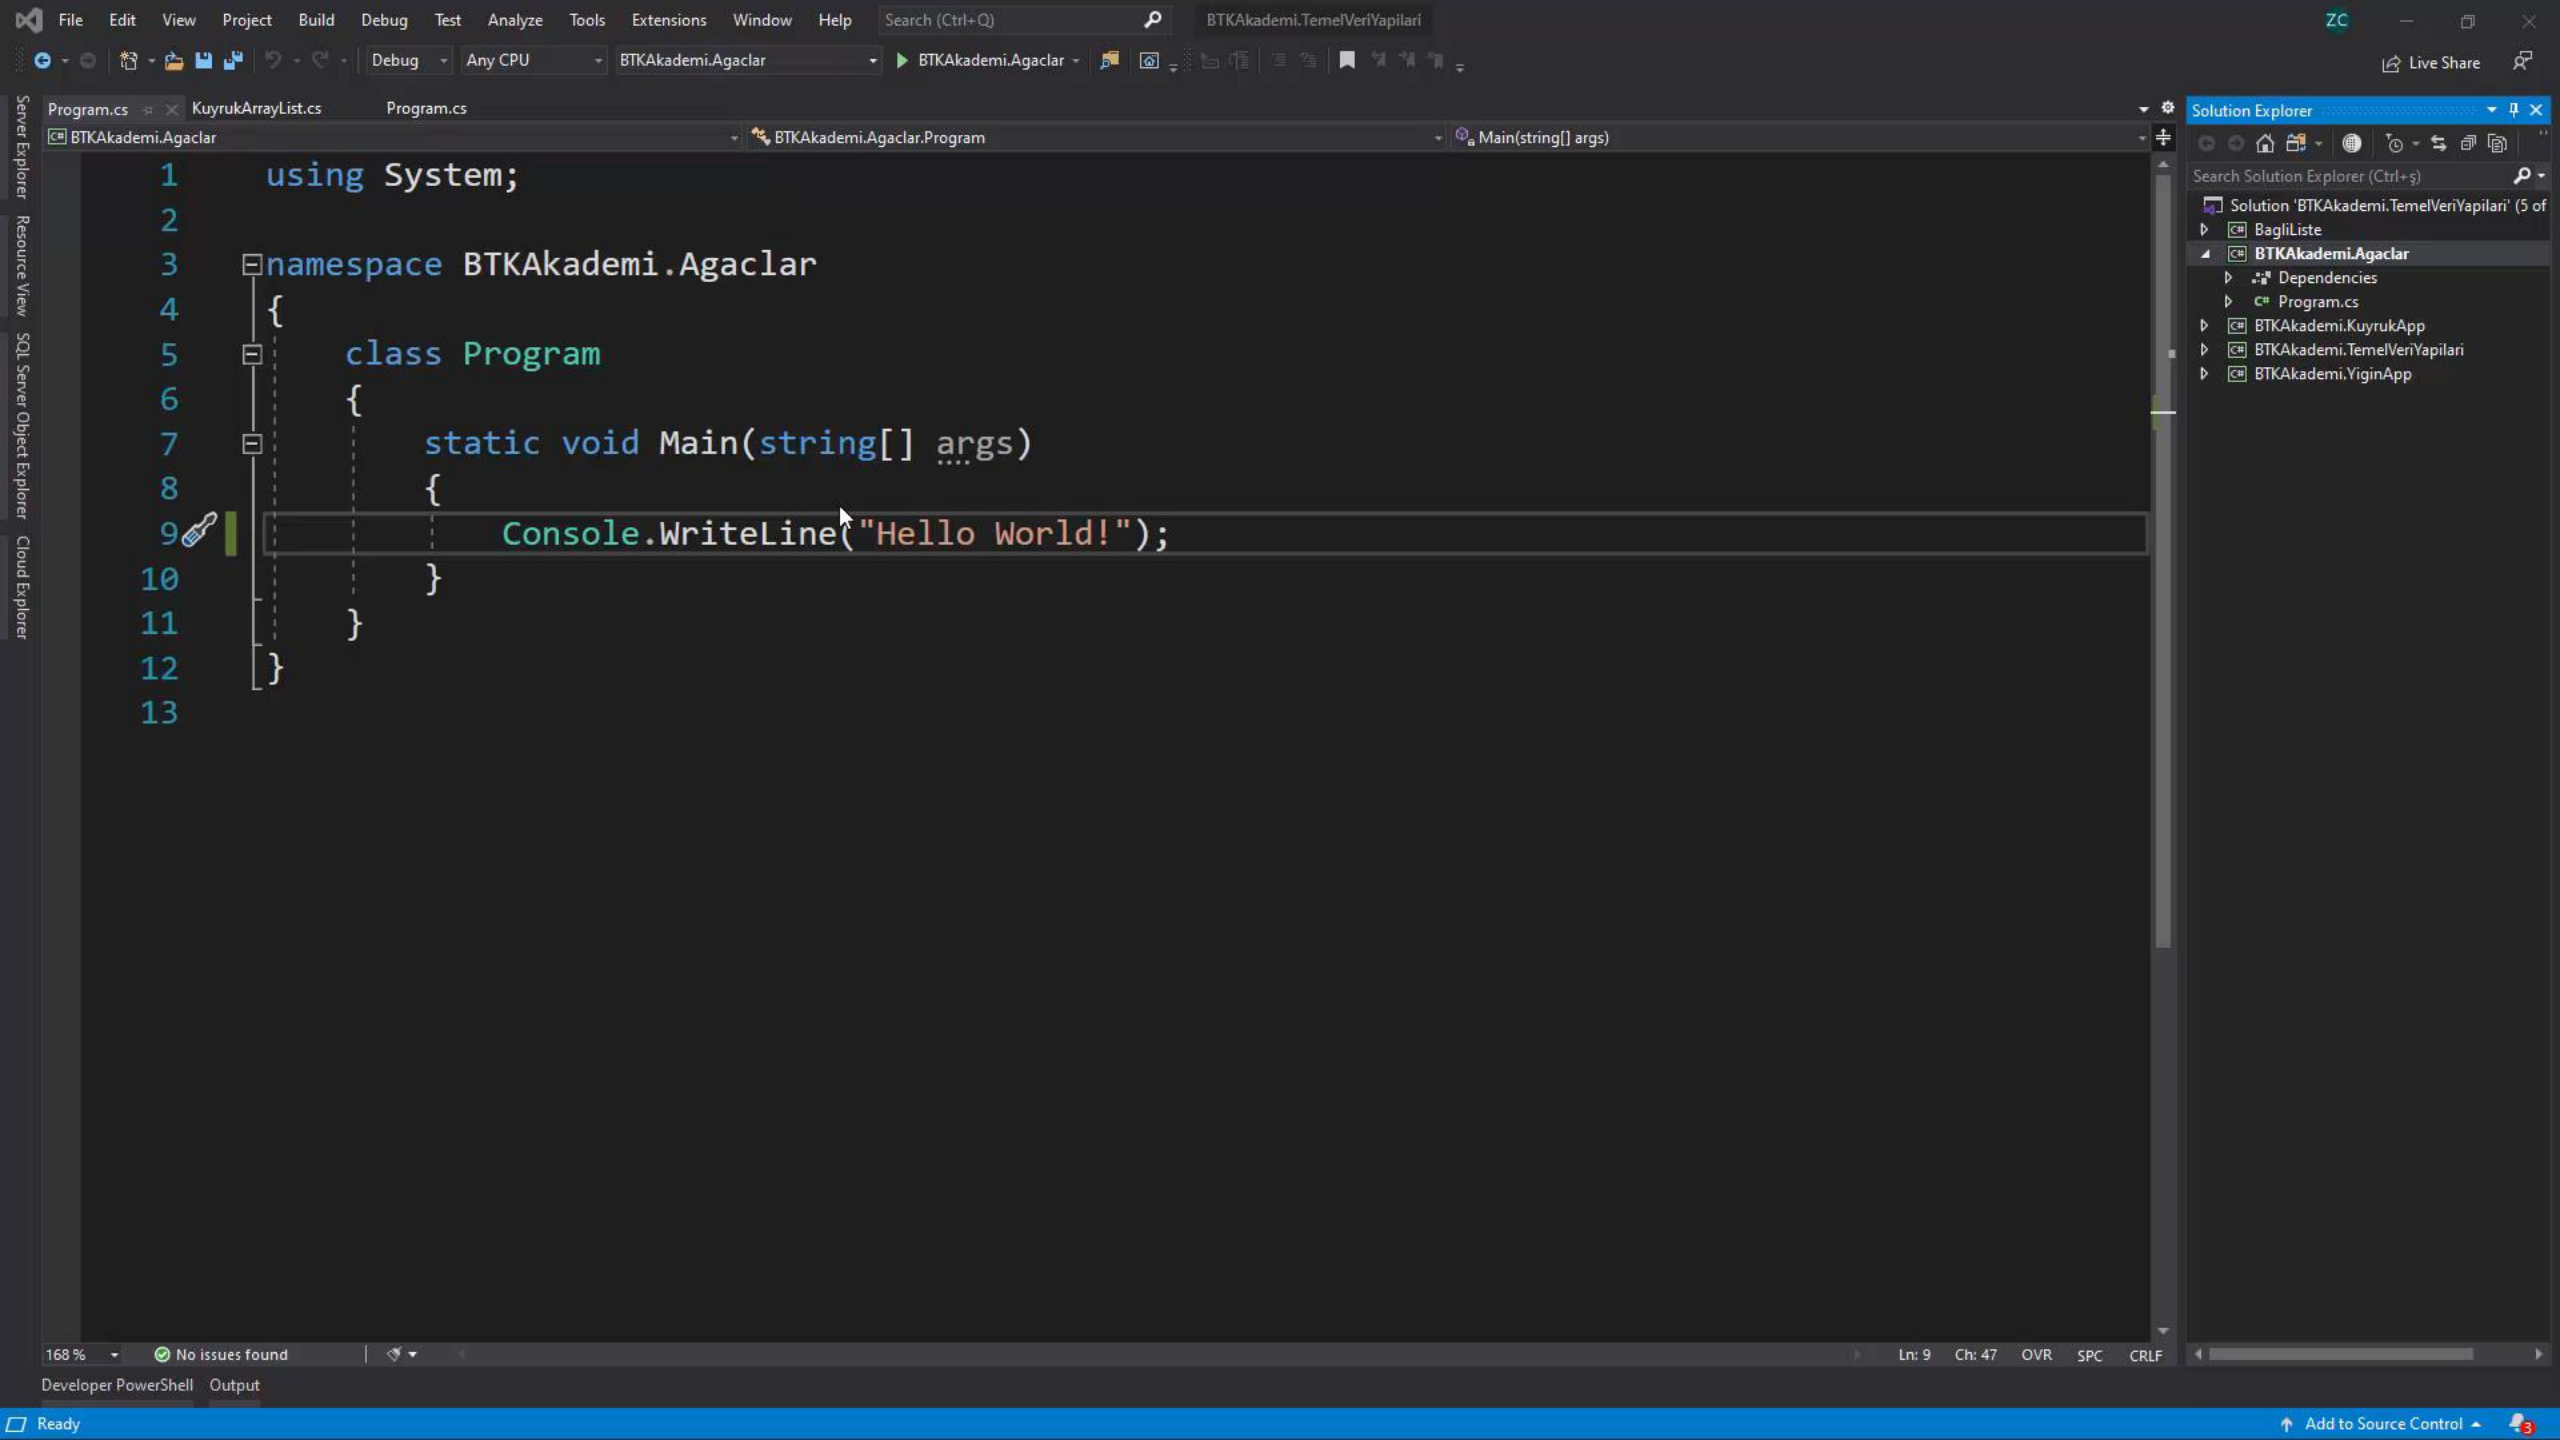 File Edit View Project Build Debug Test Analyze Tools Extensions Window Help Search (Ctrl+Q) BTKAkademi.TemelVeriYapilari ZC
Debug Any CPU BTKAkademi.Agaclar BTKAkademi.Agaclar Live Share
Server Explorer
Resource View
SQL Server Object Explorer
Cloud Explorer
Program.cs KuyrukArrayList.cs Program.cs
C# BTKAkademi.Agaclar BTKAkademi.Agaclar.Program Main(string[] args)
1 using System;
2
3 namespace BTKAkademi.Agaclar
4 {
5 class Program
6 {
7 static void Main(string[] args)
8 {
9 Console.WriteLine("Hello World!");
10 }
11 }
12 }
13
168 % No issues found Ln: 9 Ch: 47 OVR SPC CRLF
Solution Explorer
Search Solution Explorer (Ctrl+ş)
Solution 'BTKAkademi.TemelVeriYapilari' (5 of
C# BagliListe
C# BTKAkademi.Agaclar
Dependencies
C# Program.cs
C# BTKAkademi.KuyrukApp
C# BTKAkademi.TemelVeriYapilari
C# BTKAkademi.YiginApp
Developer PowerShell Output
Ready Add to Source Control 3